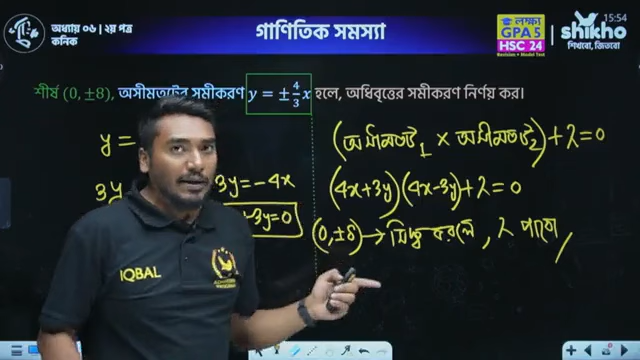 অধ্যায় ০৬ | ২য় পত্র
কনিক
গাণিতিক সমস্যা
লক্ষ্য
GPA 5
HSC 24
Revision + Model Test
15:54
shikho
শিখবো, জিতবো
শীর্ষ (0, ±8), অসীমতটের সমীকরণ y = ±4/3 x হলে, অধিবৃত্তের সমীকরণ নির্ণয় কর।
y =
(অসীমতট1 × অসীমতট2) + λ = 0
3y
3y = -4x
(4x+3y)(4x-3y)+λ = 0
-3y=0
(0, ±8) → সিদ্ধ করলে, λ পাবো,
IQBAL